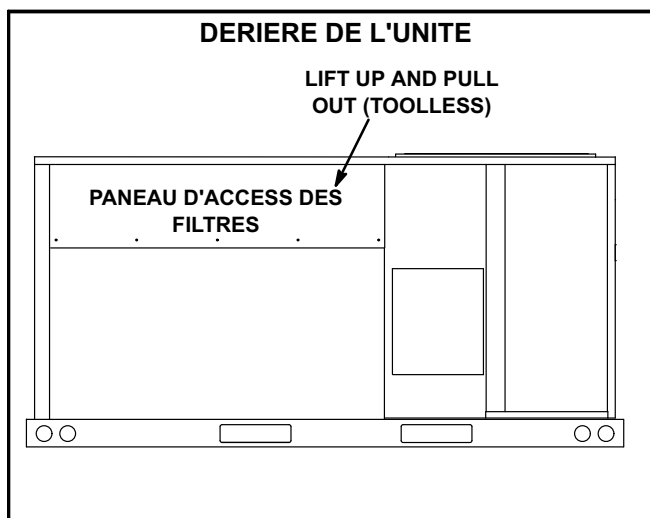 DERIERE DE L'UNITE
LIFT UP AND PULL
OUT (TOOLLESS)
PANEAU D'ACCESS DES
FILTRES